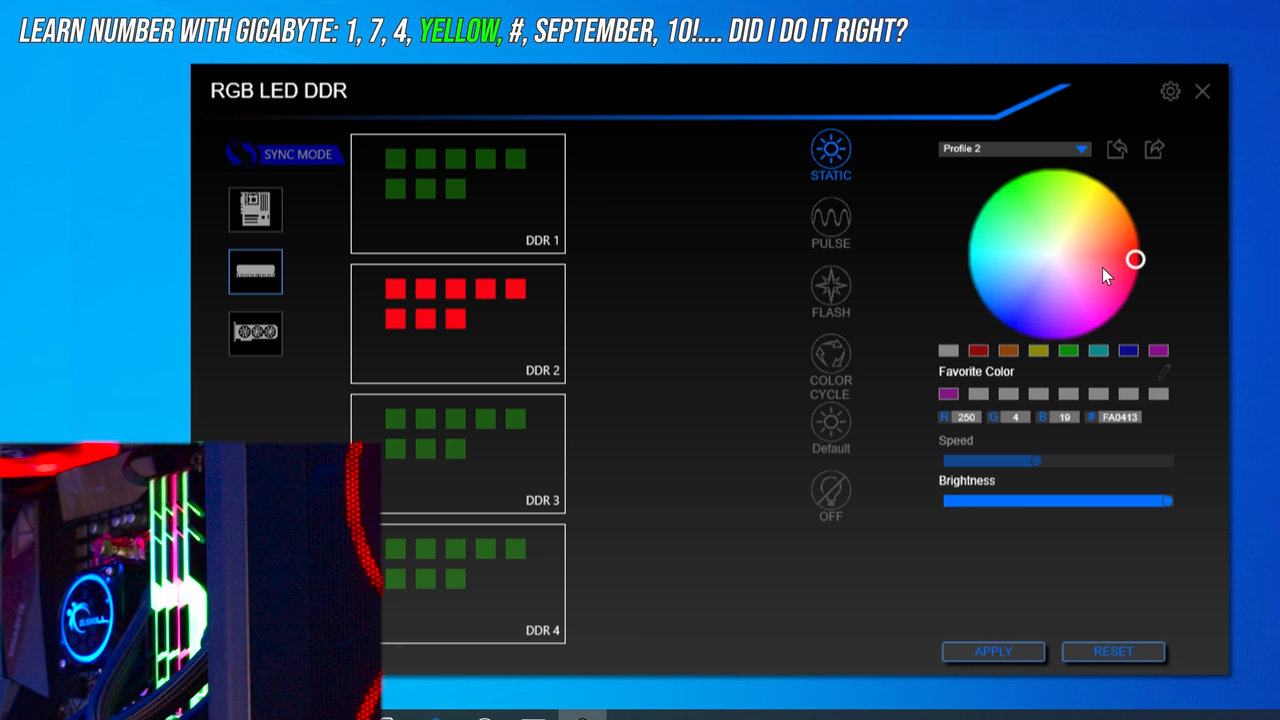 LEARN NUMBER WITH GIGABYTE: 1, 7, 4, YELLOW, #, SEPTEMBER, 10!.... DID I DO IT RIGHT?
RGB LED DDR
SYNC MODE
DDR 1
DDR 2
DDR 3
DDR 4
STATIC
PULSE
FLASH
COLOR
CYCLE
Default
OFF
Profile 2
Favorite Color
R 250 G 4 B 19 # FA0413
Speed
Brightness
APPLY RESET
GIGABYTE
G.SKILL